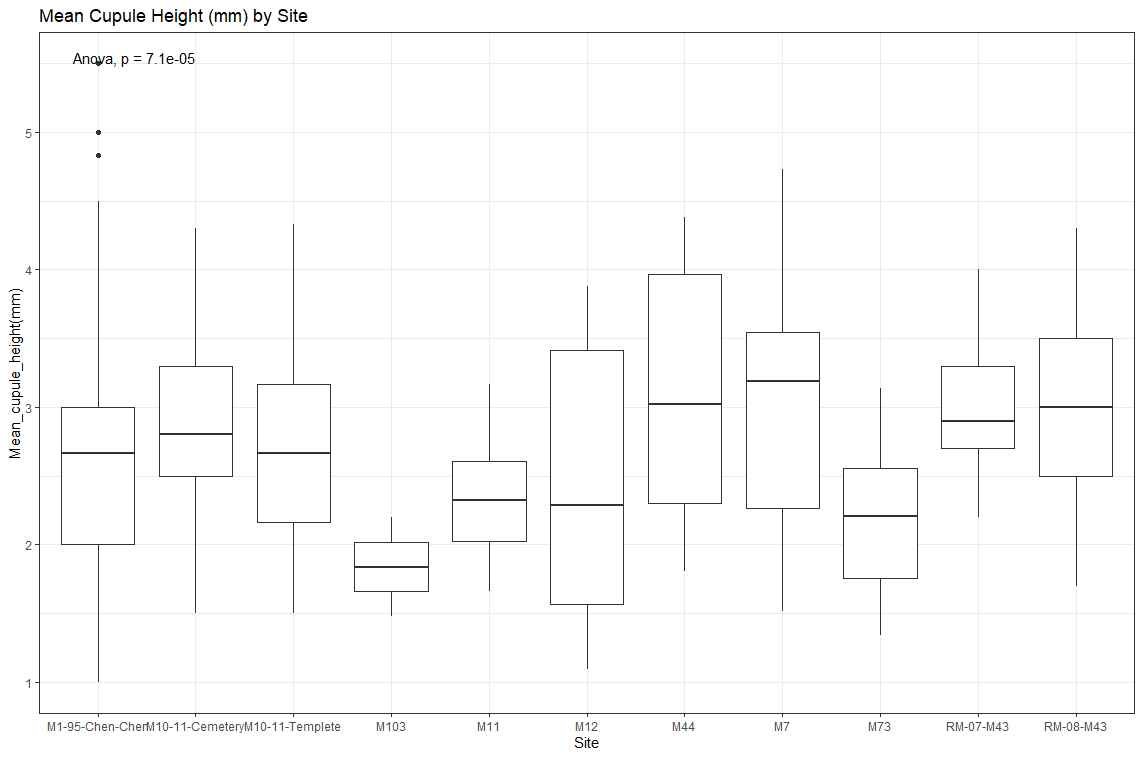 Mean Cupule Height (mm) by Site
Anova, p = 7.1e-05
5
4
3
2
1
Mean_cupule_height(mm)
M1-95-Chen-Chen M10-11-Cemetery M10-11-Templete M103 M11 M12 M44 M7 M73 RM-07-M43 RM-08-M43
Site